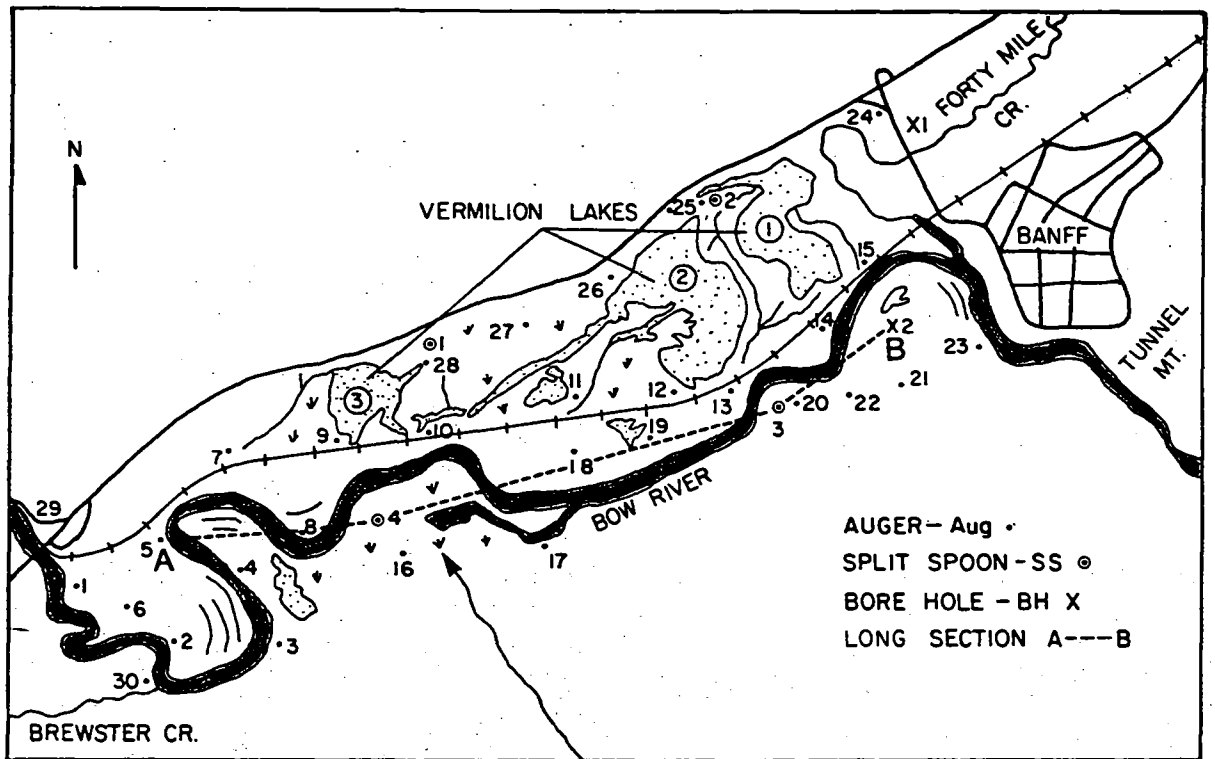 N
FORTY MILE
CR.
24
X1
VERMILION LAKES
25
2
1
BANFF
15
2
26
14
X2
B
27
TUNNEL
MT.
23
1
28
11
12
13
21
22
20
3
3
9
10
19
7
18
BOW RIVER
29
5
A
8
4
16
17
4
1
6
2
3
30
BREWSTER CR.
AUGER - Aug
SPLIT SPOON - SS
BORE HOLE - BH X
LONG SECTION A---B